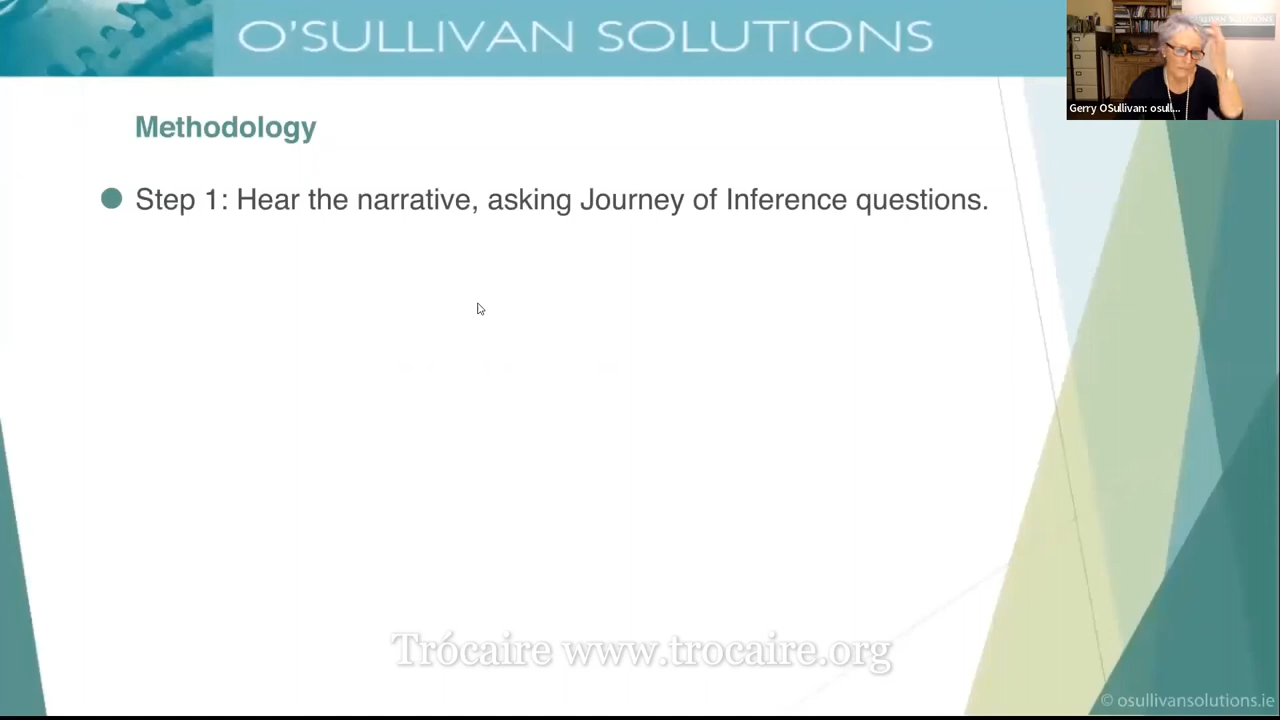 O'SULLIVAN SOLUTIONS
Gerry OSullivan: osull...
Methodology
Step 1: Hear the narrative, asking Journey of Inference questions.
Trócaire www.trocaire.org
© osullivansolutions.ie